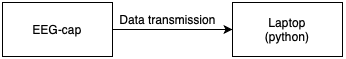 EEG-cap
Data transmission
Laptop
(python)